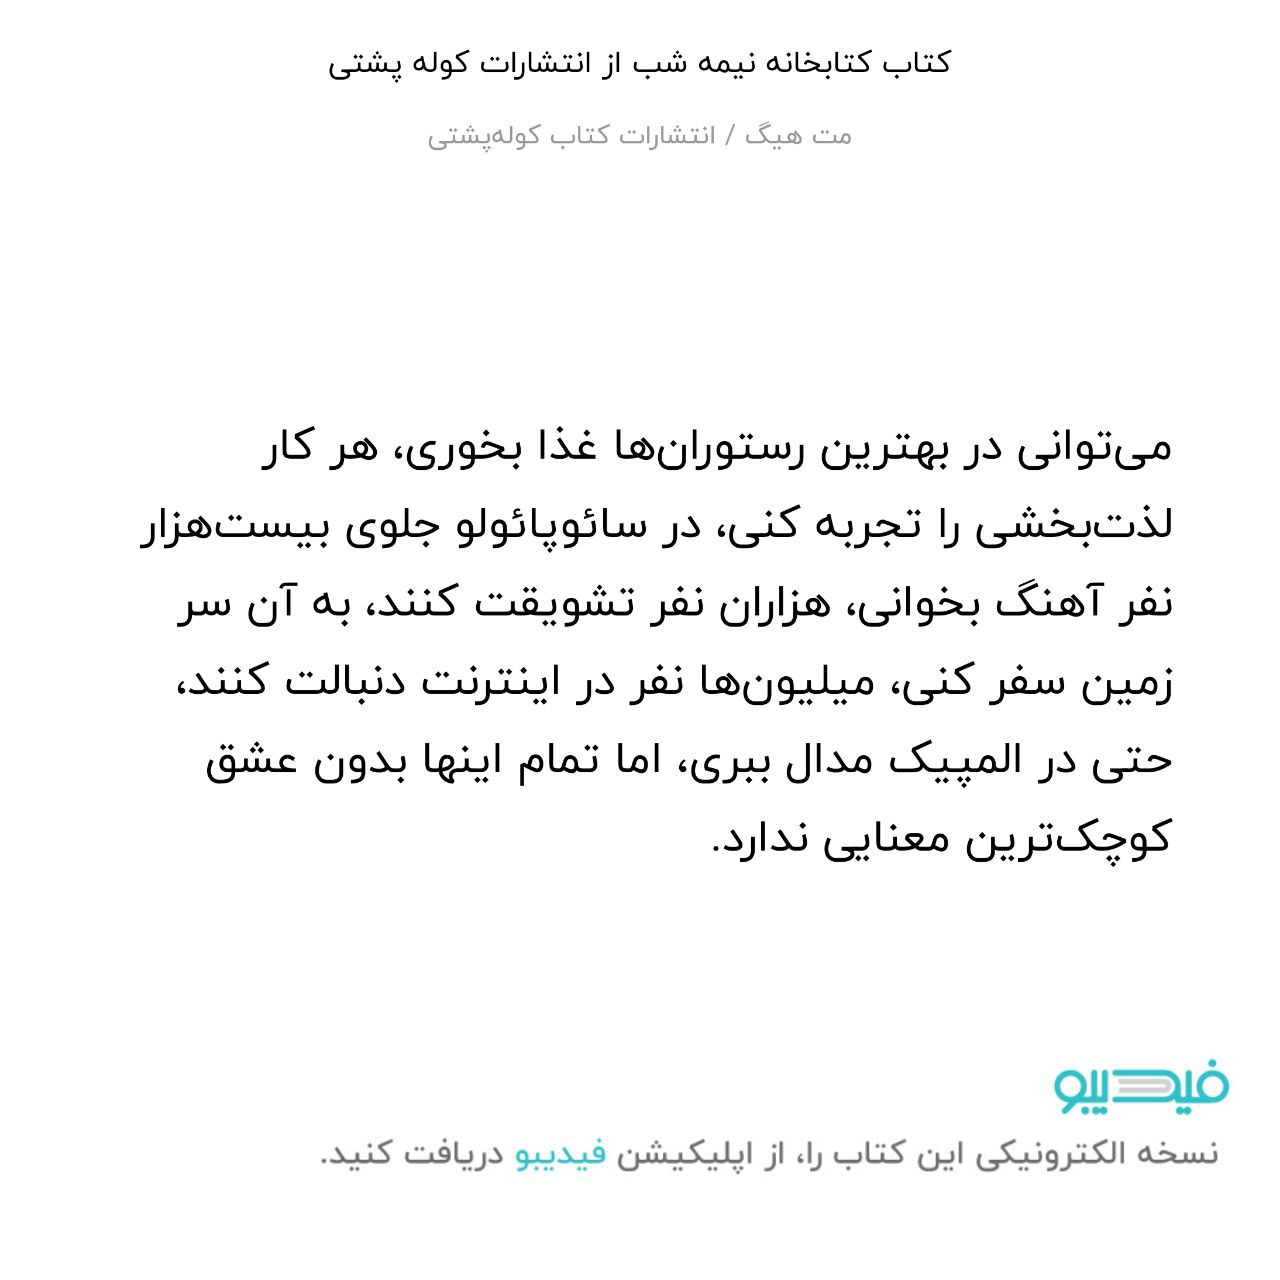 کتاب کتابخانه نیمه شب از انتشارات کوله پشتی
مت هیگ / انتشارات کتاب کوله‌پشتی
می‌توانی در بهترین رستوران‌ها غذا بخوری، هر کار
لذت‌بخشی را تجربه کنی، در سائوپائولو جلوی بیست‌هزار
نفر آهنگ بخوانی، هزاران نفر تشویقت کنند، به آن سر
زمین سفر کنی، میلیون‌ها نفر در اینترنت دنبالت کنند،
حتی در المپیک مدال ببری، اما تمام اینها بدون عشق
کوچک‌ترین معنایی ندارد.
فیدیبو
نسخه الکترونیکی این کتاب را، از اپلیکیشن فیدیبو دریافت کنید.